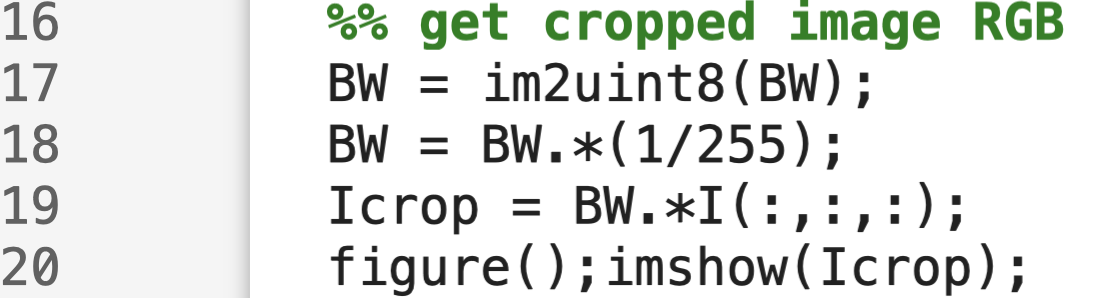 16 %% get cropped image RGB
17 BW = im2uint8(BW);
18 BW = BW.*(1/255);
19 Icrop = BW.*I(:,:,:);
20 figure();imshow(Icrop);